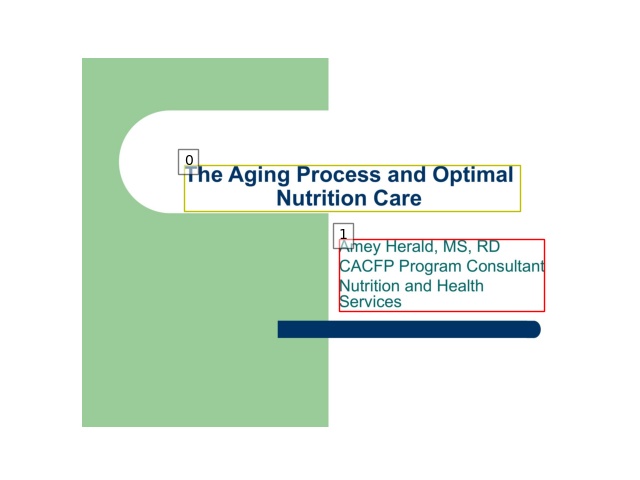 0
The Aging Process and Optimal
Nutrition Care
1
Amey Herald, MS, RD
CACFP Program Consultant
Nutrition and Health
Services